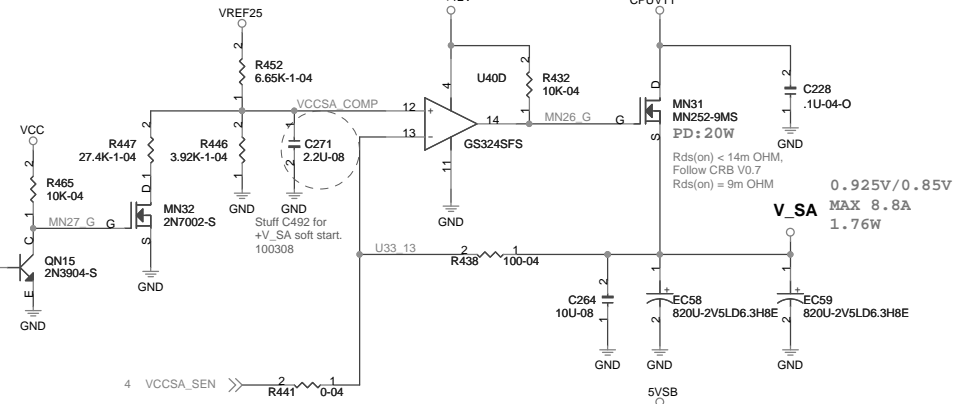 VREF25
R452
6.65K-1-04
VCCSA_COMP
VCC
R447
27.4K-1-04
R446
3.92K-1-04
C271
2.2U-08
R465
10K-04
MN27_G
MN32
2N7002-S
QN15
2N3904-S
GND
GND
GND
GND
Stuff C492 for
+V_SA soft start.
100308
U40D
R432
10K-04
12
13
14
4
11
GS324SFS
GND
MN26_G
G
D
S
MN31
MN252-9MS
PD:20W
Rds(on) < 14m OHM,
Follow CRB V0.7
Rds(on) = 9m OHM
C228
.1U-04-O
GND
0.925V/0.85V
MAX 8.8A
1.76W
V_SA
U33_13
R438
100-04
C264
10U-08
EC58
820U-2V5LD6.3H8E
EC59
820U-2V5LD6.3H8E
GND
GND
GND
4 VCCSA_SEN
R441
0-04
5VSB